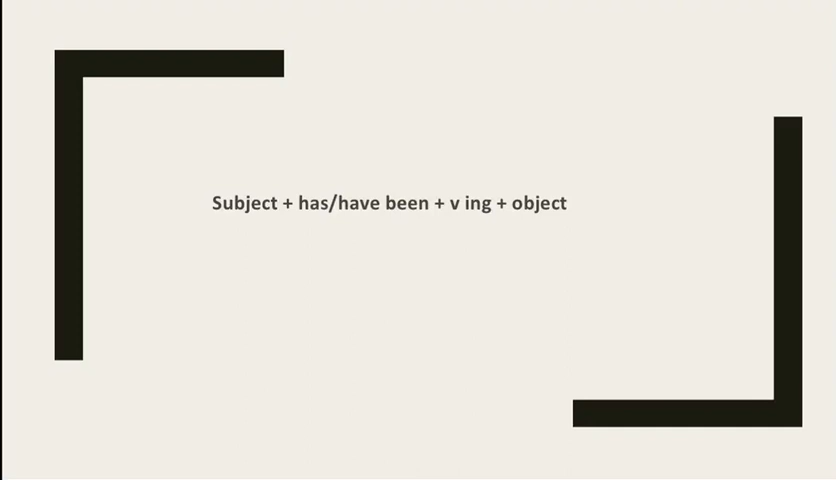 Subject + has/have been + v ing + object